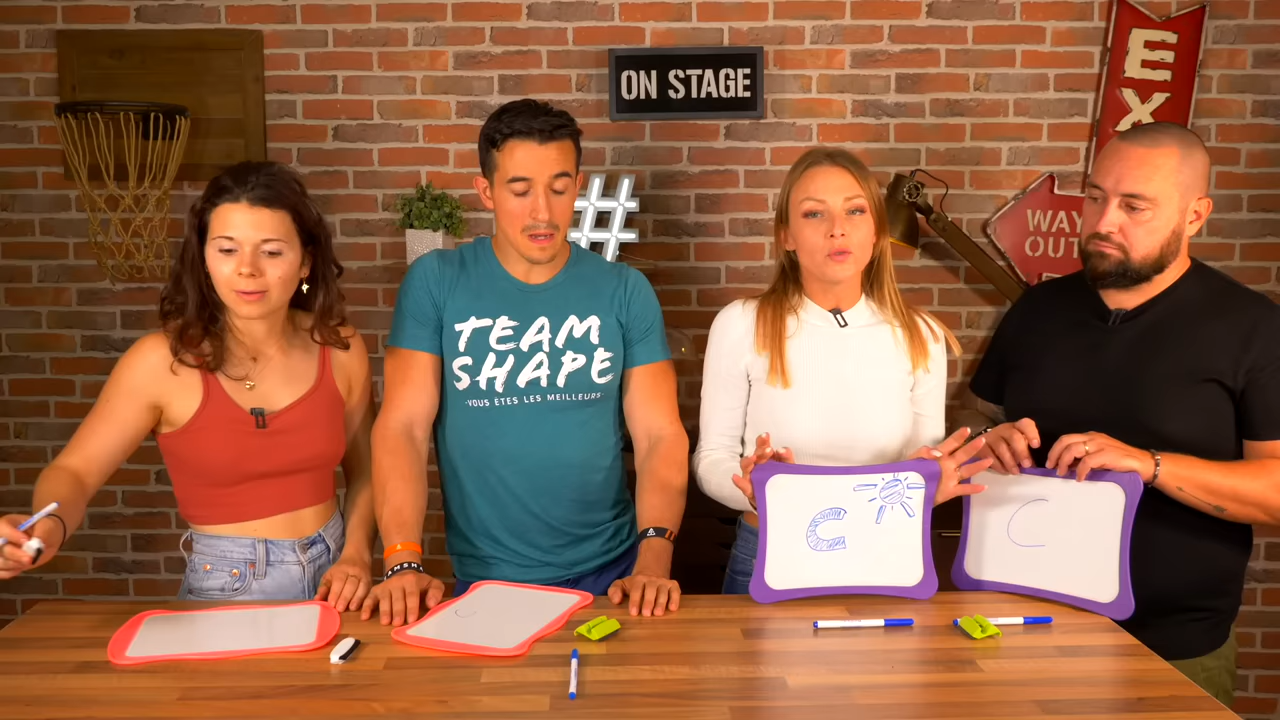 ON STAGE
EX
WAY
OUT
#
TEAM
SHAPE
-VOUS ÊTES LES MEILLEURS-
C
C
C